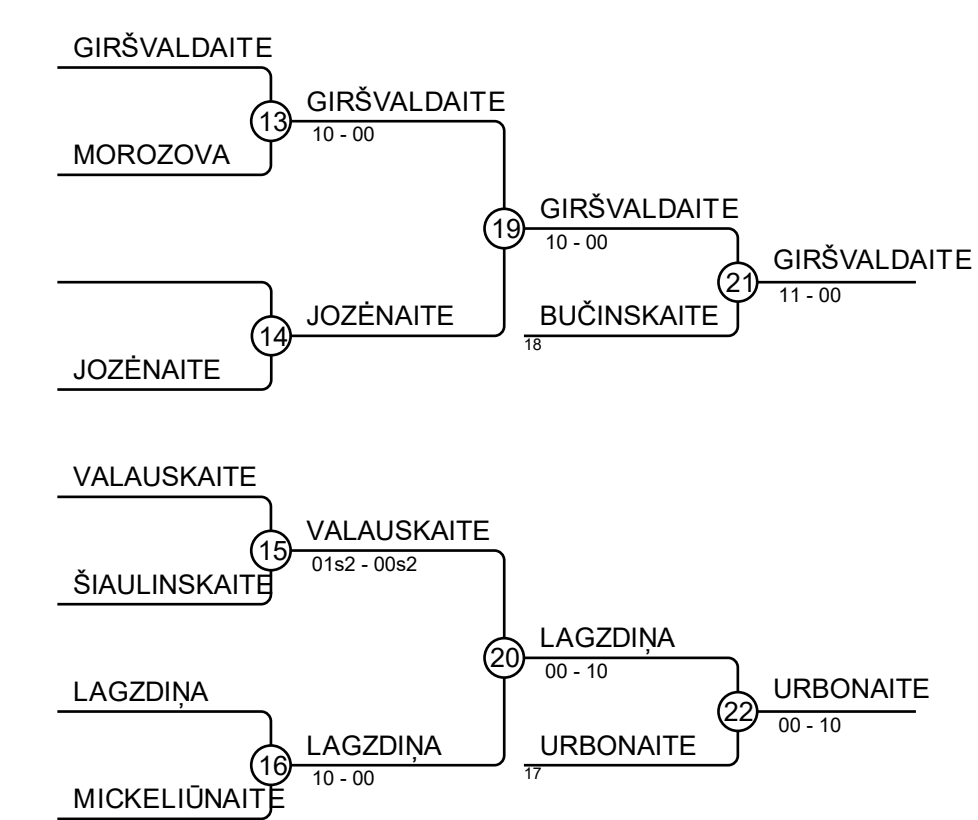 GIRŠVALDAITE
GIRŠVALDAITE
13
10 - 00
MOROZOVA
GIRŠVALDAITE
19
10 - 00
GIRŠVALDAITE
21
11 - 00
JOZĖNAITE
BUČINSKAITE
14
18
JOZĖNAITE
VALAUSKAITE
VALAUSKAITE
15
01s2 - 00s2
ŠIAULINSKAITE
LAGZDIŅA
20
00 - 10
LAGZDIŅA
URBONAITE
22
00 - 10
LAGZDIŅA
URBONAITE
16
17
10 - 00
MICKELIŪNAITE